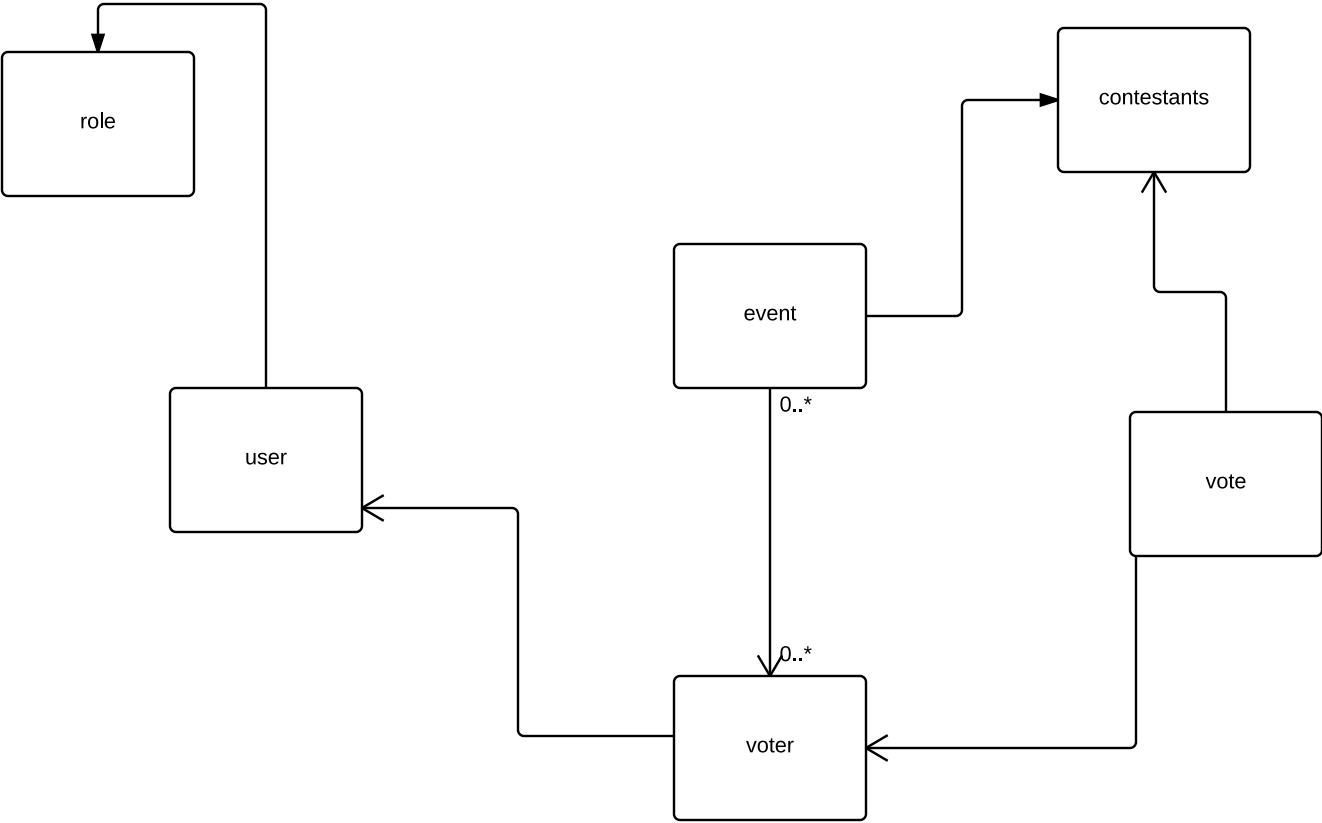 role
contestants
event
0..*
user
vote
0..*
voter